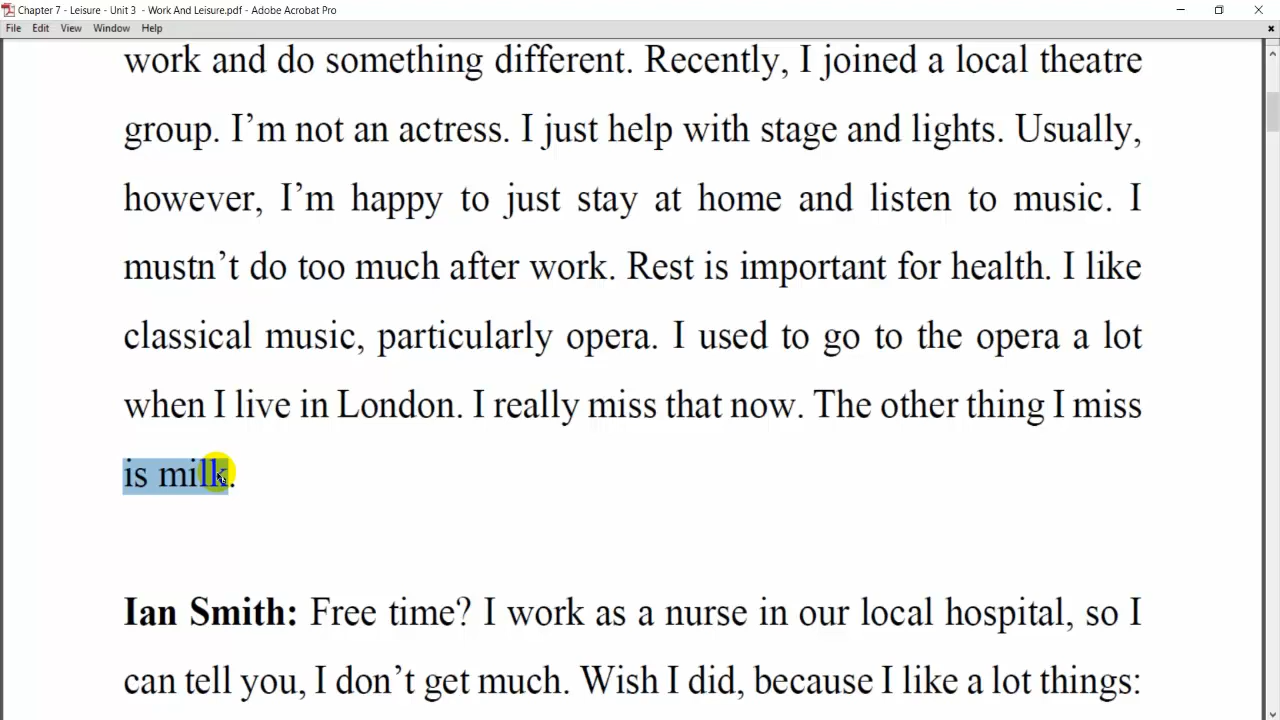 Chapter 7 - Leisure - Unit 3 - Work And Leisure.pdf - Adobe Acrobat Pro
File Edit View Window Help
work and do something different. Recently, I joined a local theatre
group. I’m not an actress. I just help with stage and lights. Usually,
however, I’m happy to just stay at home and listen to music. I
mustn’t do too much after work. Rest is important for health. I like
classical music, particularly opera. I used to go to the opera a lot
when I live in London. I really miss that now. The other thing I miss
is milk.
Ian Smith: Free time? I work as a nurse in our local hospital, so I
can tell you, I don’t get much. Wish I did, because I like a lot things: